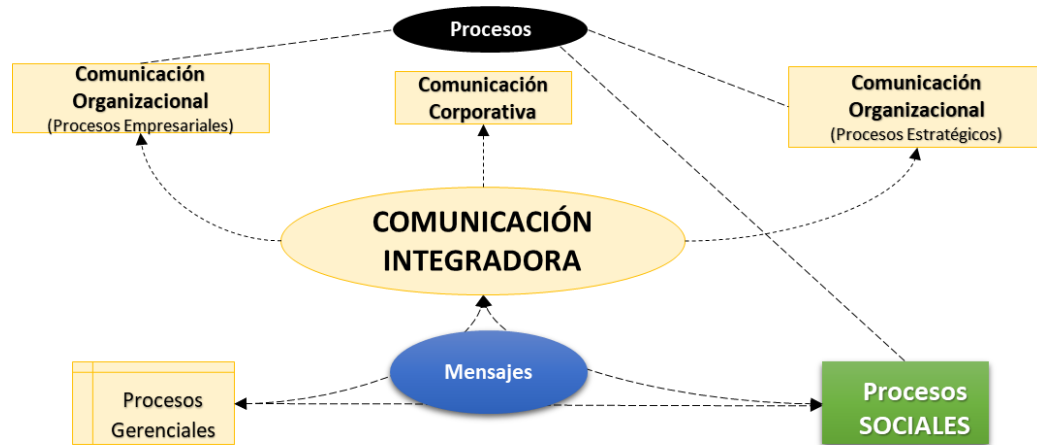 Procesos
Comunicación
Organizacional
(Procesos Empresariales)
Comunicación
Corporativa
Comunicación
Organizacional
(Procesos Estratégicos)
COMUNICACIÓN
INTEGRADORA
Mensajes
Procesos
Gerenciales
Procesos
SOCIALES